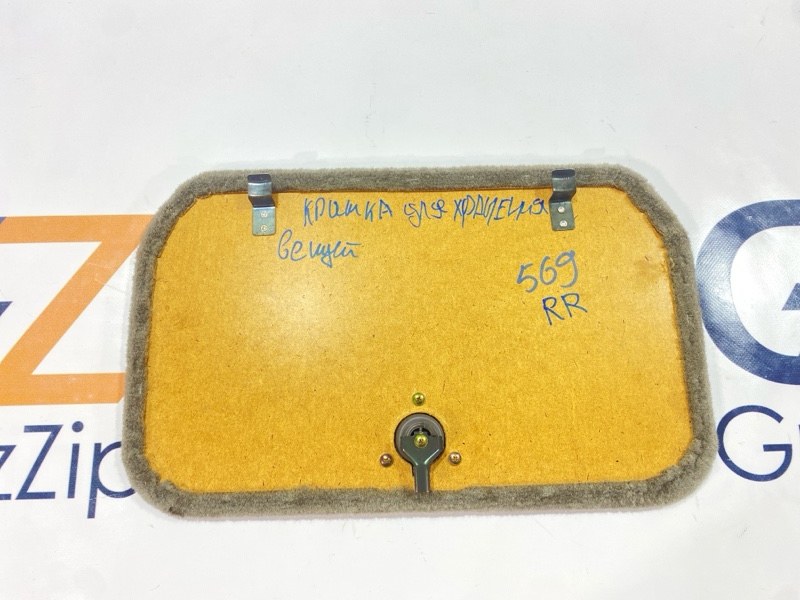 крышка для хранения
вещей
569
RR
zZip
G